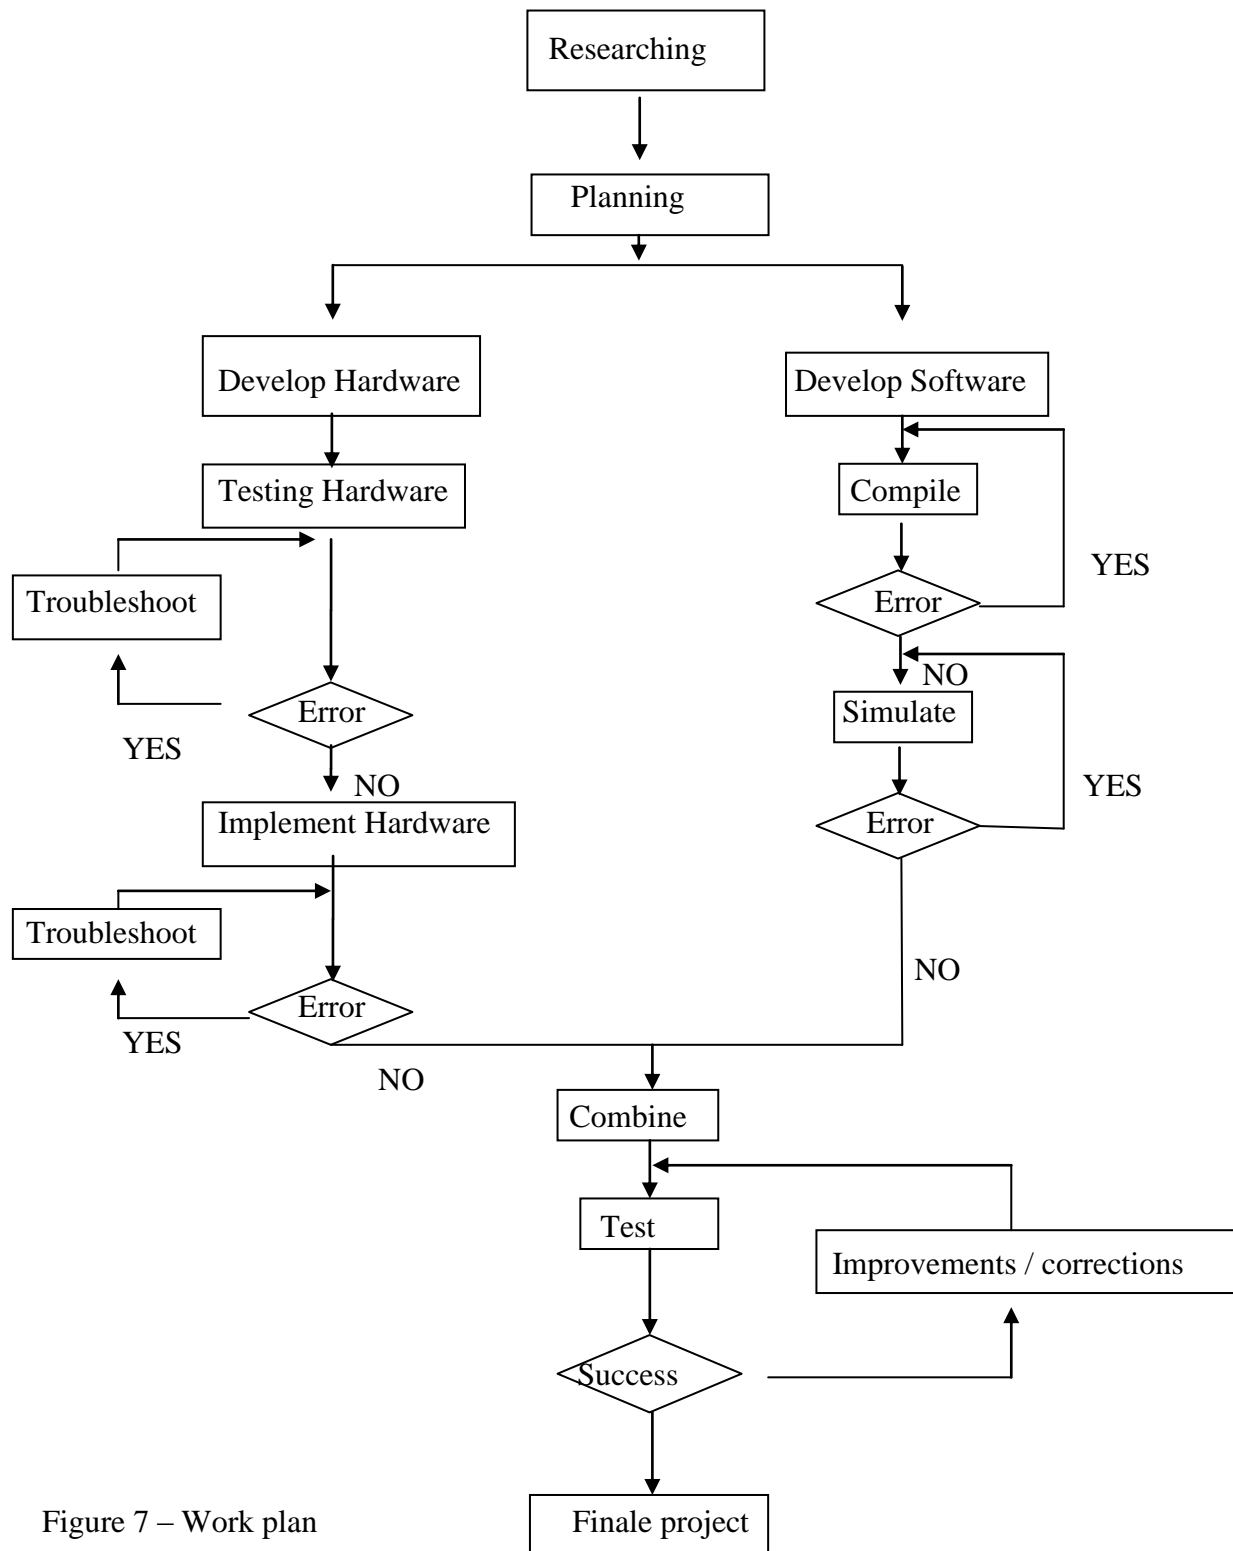 Researching
Planning
Develop Hardware
Develop Software
Testing Hardware
Compile
YES
Troubleshoot
Error
NO
Error
Simulate
YES
YES
NO
Implement Hardware
Error
Troubleshoot
NO
Error
YES
NO
Combine
Test
Improvements / corrections
Success
Figure 7 – Work plan
Finale project